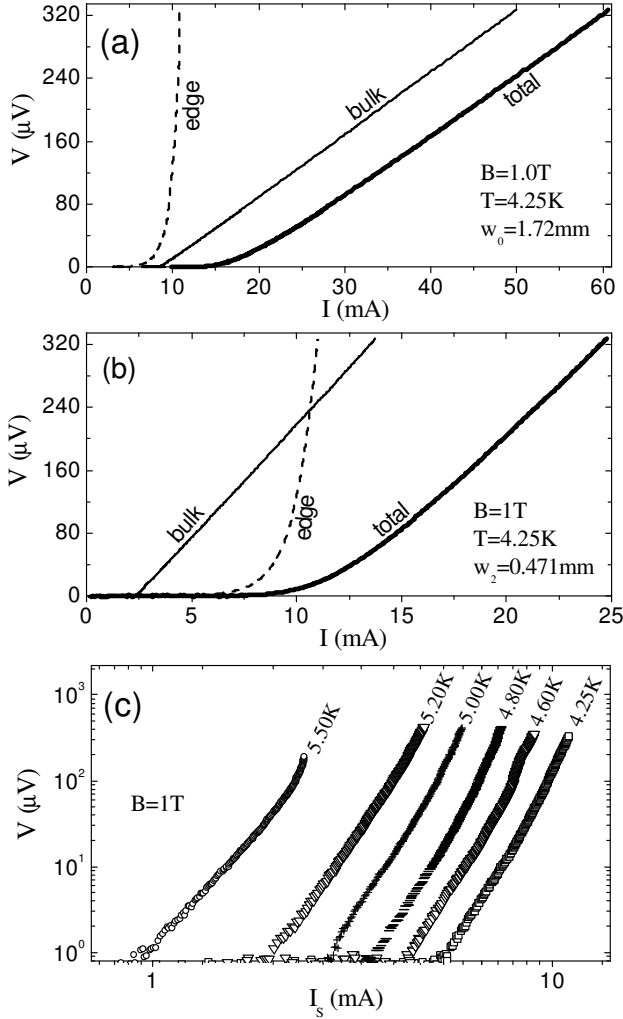 (a)
320
240
160
80
0
V (μV)
edge
bulk
total
B=1.0T
T=4.25K
w₀=1.72mm
0 10 20 30 40 50 60
I (mA)
(b)
320
240
160
80
0
V (μV)
bulk
edge
total
B=1T
T=4.25K
w₂=0.471mm
0 5 10 15 20 25
I (mA)
(c)
10³
10²
10¹
10⁰
V (μV)
5.50K
5.20K
5.00K
4.80K
4.60K
4.25K
B=1T
1 10
Iₛ (mA)